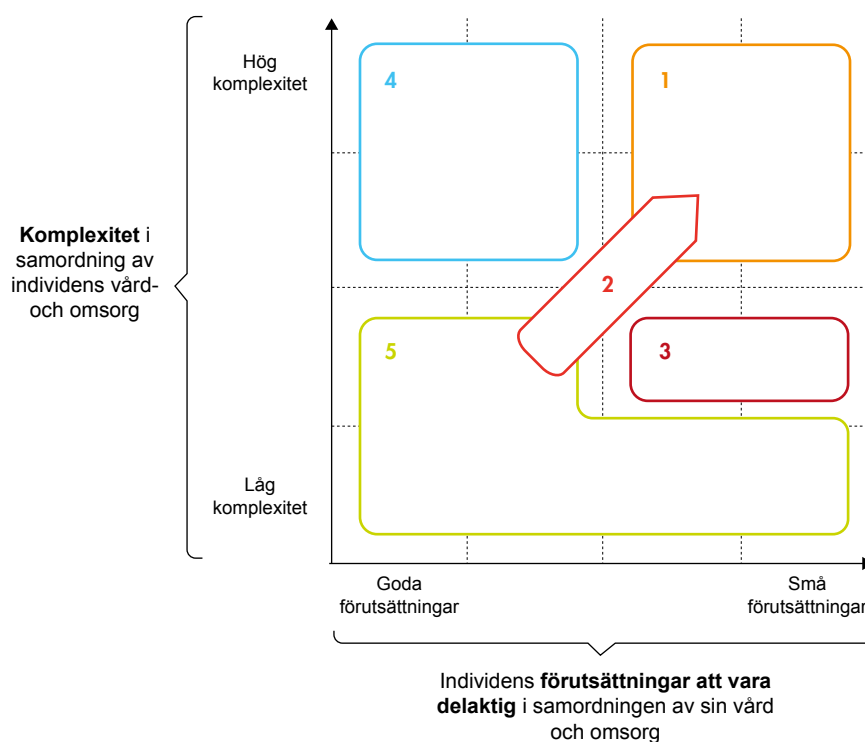 Hög
komplexitet
4
1
Komplexitet i
samordning av
individens vård-
och omsorg
2
5
3
Låg
komplexitet
Goda
förutsättningar
Små
förutsättningar
Individens förutsättningar att vara
delaktig i samordningen av sin vård
och omsorg